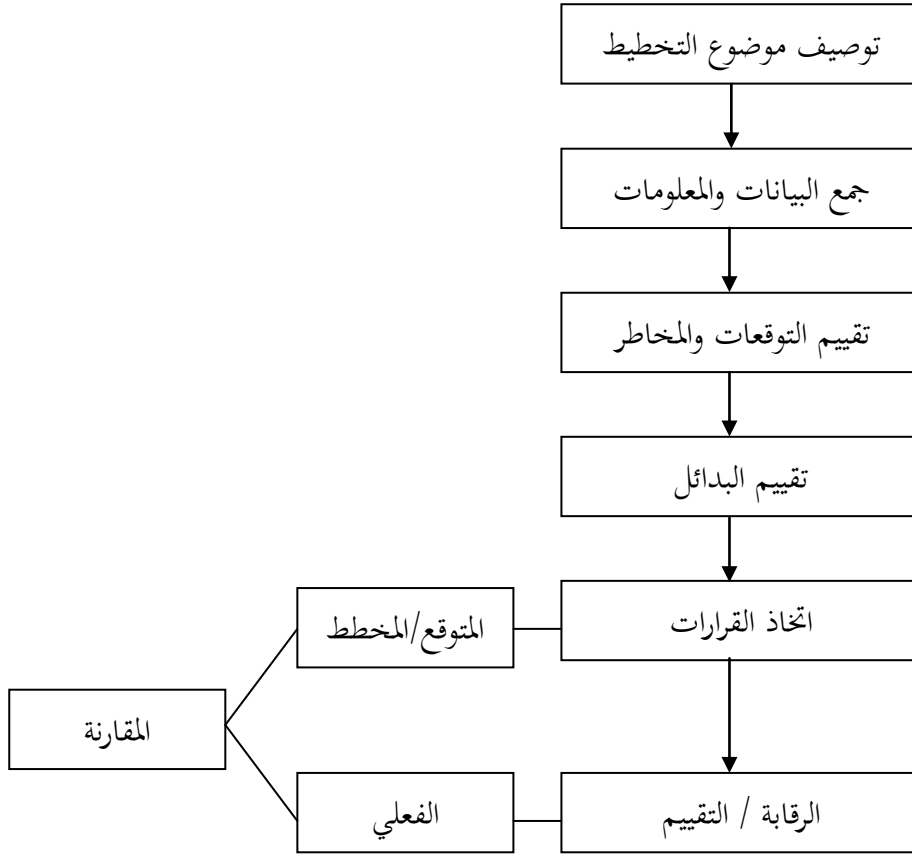 توصيف موضوع التخطيط
جمع البيانات والمعلومات
تقييم التوقعات والمخاطر
تقييم البدائل
اتخاذ القرارات
المتوقع/المخطط
المقارنة
الرقابة / التقييم
الفعلي